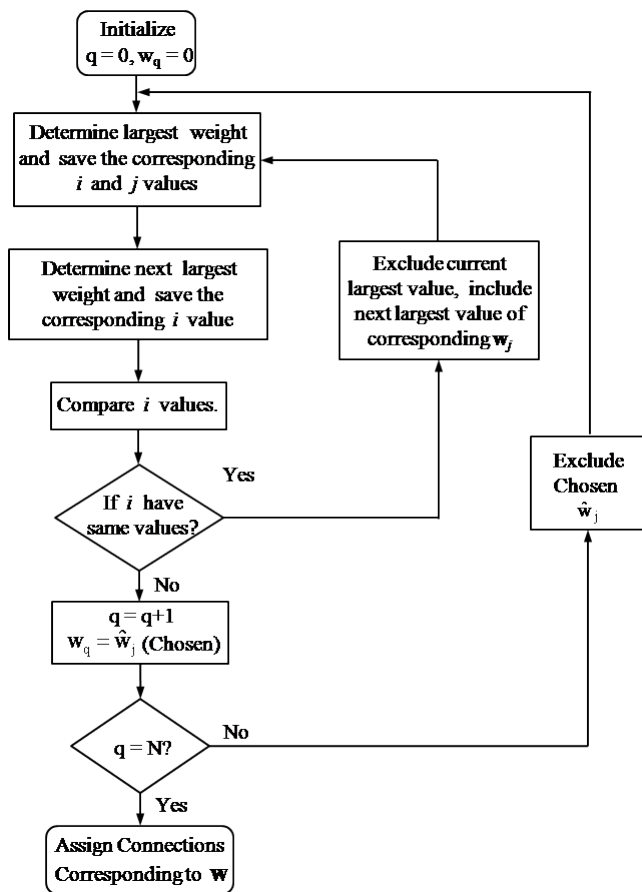 Initialize
q = 0, w_q = 0
Determine largest weight
and save the corresponding
i and j values
Determine next largest
weight and save the
corresponding i value
Exclude current
largest value, include
next largest value of
corresponding w_j
Compare i values.
Yes
If i have
same values?
Exclude
Chosen
ŵ_j
No
q = q+1
w_q = ŵ_j (Chosen)
No
q = N?
Yes
Assign Connections
Corresponding to w